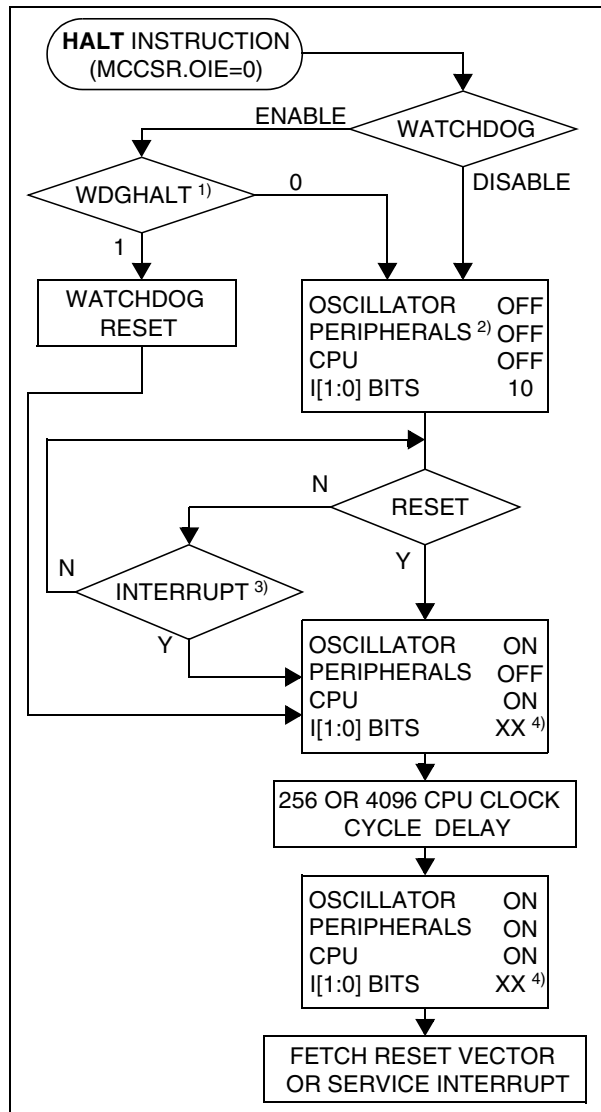 HALT INSTRUCTION
(MCCSR.OIE=0)
ENABLE
WATCHDOG
WDGHALT 1)
0
DISABLE
1
WATCHDOG
RESET
OSCILLATOR OFF
PERIPHERALS 2) OFF
CPU OFF
I[1:0] BITS 10
N
RESET
N
INTERRUPT 3)
Y
Y
OSCILLATOR ON
PERIPHERALS OFF
CPU ON
I[1:0] BITS XX 4)
256 OR 4096 CPU CLOCK
CYCLE DELAY
OSCILLATOR ON
PERIPHERALS ON
CPU ON
I[1:0] BITS XX 4)
FETCH RESET VECTOR
OR SERVICE INTERRUPT